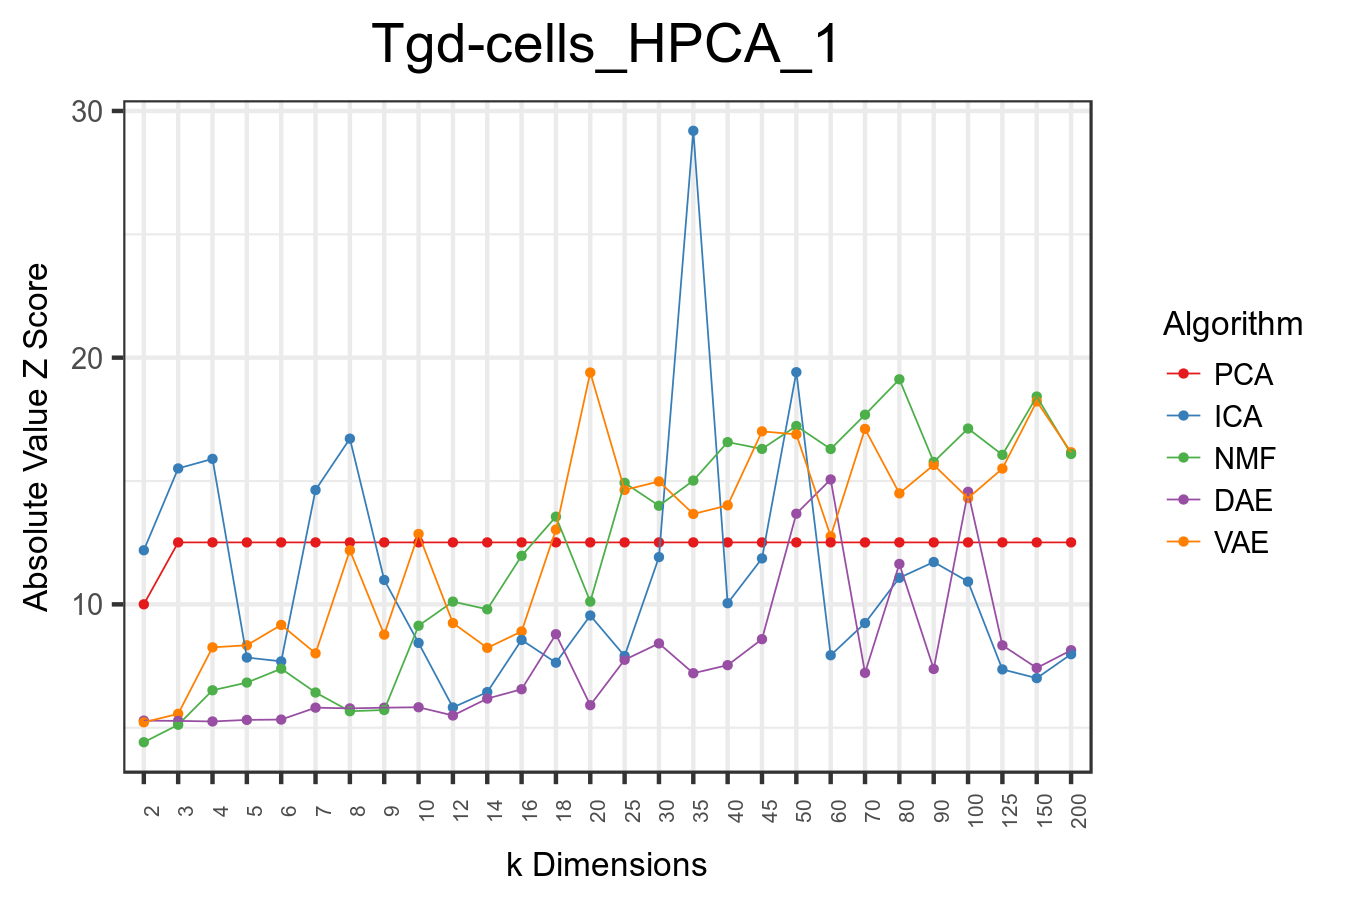 Tgd-cells_HPCA_1
Absolute Value Z Score
30
20
10
2 3 4 5 6 7 8 9 10 12 14 16 18 20 25 30 35 40 45 50 60 70 80 90 100 125 150 200
k Dimensions
Algorithm
PCA
ICA
NMF
DAE
VAE